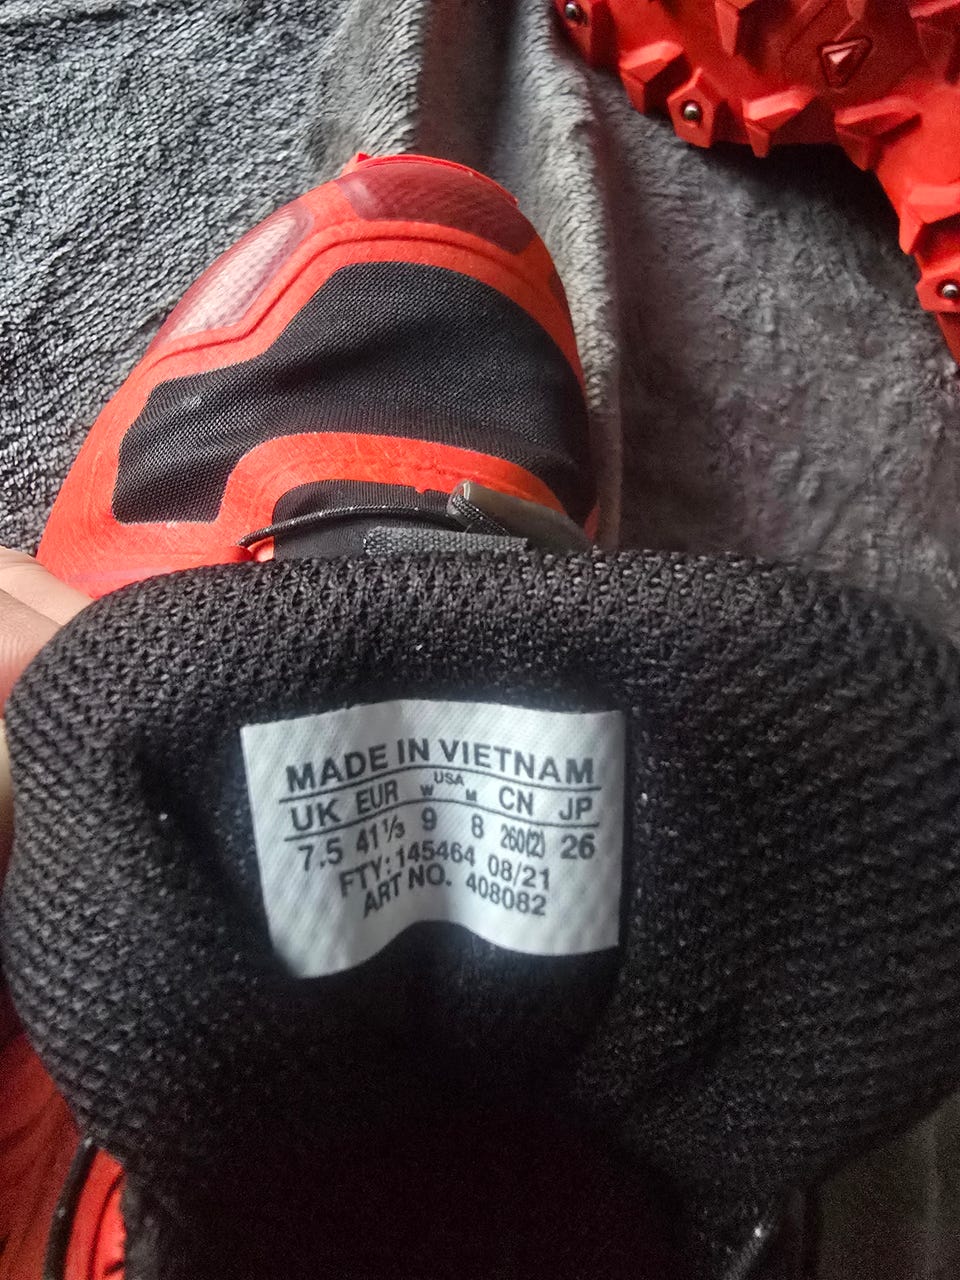 MADE IN VIETNAM
USA
UK EUR W M CN JP
7.5 41⅓ 9 8 260(2) 26
FTY: 145464 08/21
ART NO. 408082